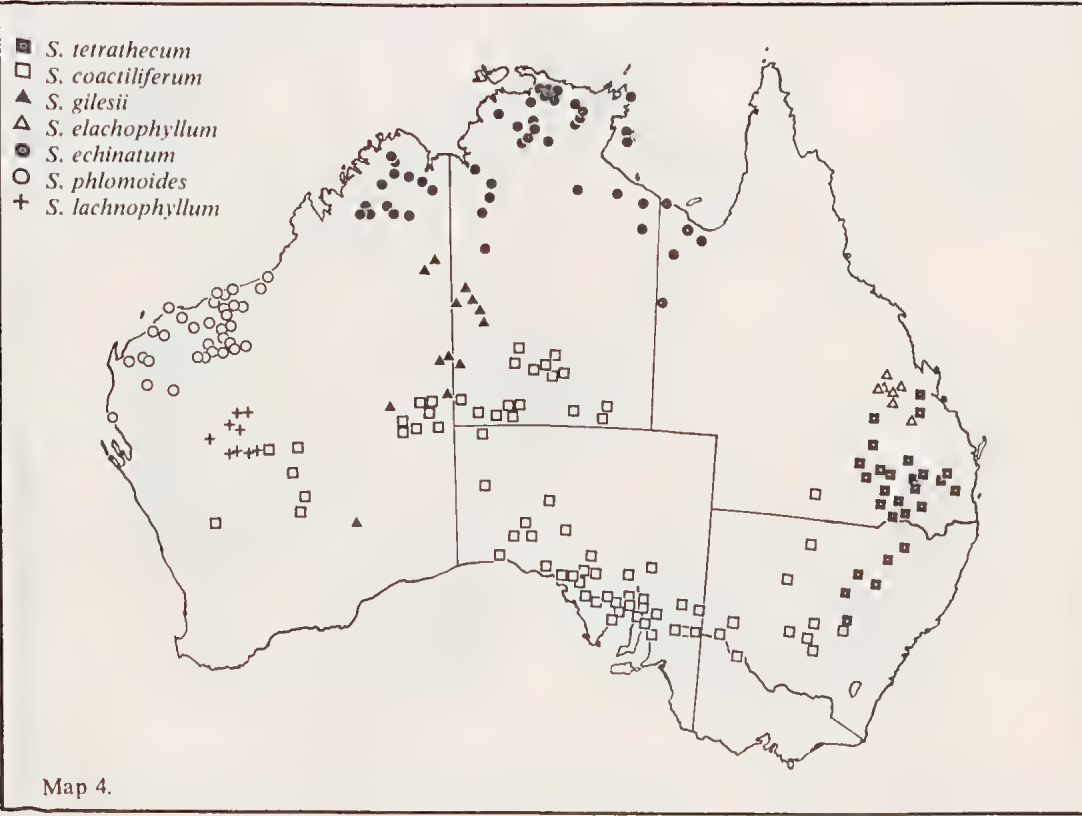 S. tetrathecum
S. coactiliferum
S. gilesii
S. elachophyllum
S. echinatum
S. phlomoides
S. lachnophyllum
Map 4.